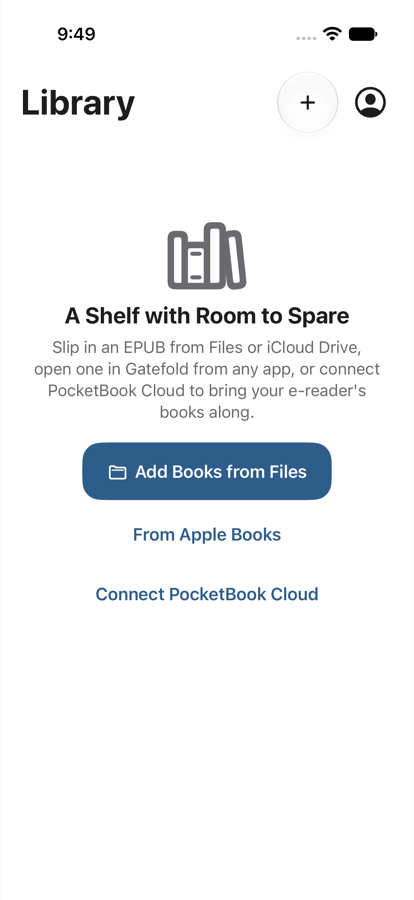 9:49
Library
A Shelf with Room to Spare
Slip in an EPUB from Files or iCloud Drive,
open one in Gatefold from any app, or connect
PocketBook Cloud to bring your e-reader's
books along.
Add Books from Files
From Apple Books
Connect PocketBook Cloud